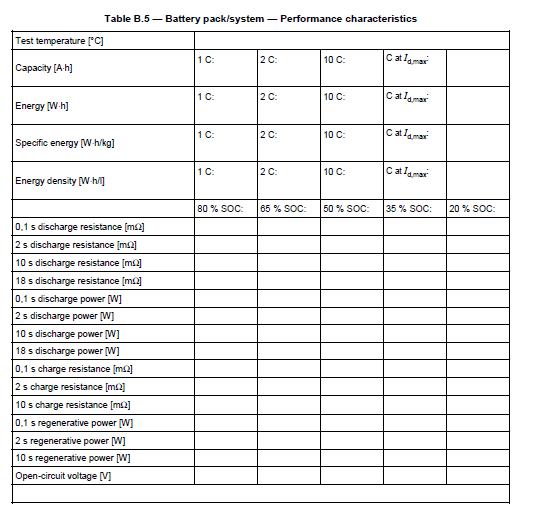 Table B.5 — Battery pack/system — Performance characteristics
Test temperature [°C]
Capacity [A·h] 1 C: 2 C: 10 C: C at Id,max:
Energy [W·h] 1 C: 2 C: 10 C: C at Id,max:
Specific energy [W·h/kg] 1 C: 2 C: 10 C: C at Id,max:
Energy density [W·h/l] 1 C: 2 C: 10 C: C at Id,max:
80 % SOC: 65 % SOC: 50 % SOC: 35 % SOC: 20 % SOC:
0,1 s discharge resistance [mΩ]
2 s discharge resistance [mΩ]
10 s discharge resistance [mΩ]
18 s discharge resistance [mΩ]
0,1 s discharge power [W]
2 s discharge power [W]
10 s discharge power [W]
18 s discharge power [W]
0,1 s charge resistance [mΩ]
2 s charge resistance [mΩ]
10 s charge resistance [mΩ]
0,1 s regenerative power [W]
2 s regenerative power [W]
10 s regenerative power [W]
Open-circuit voltage [V]